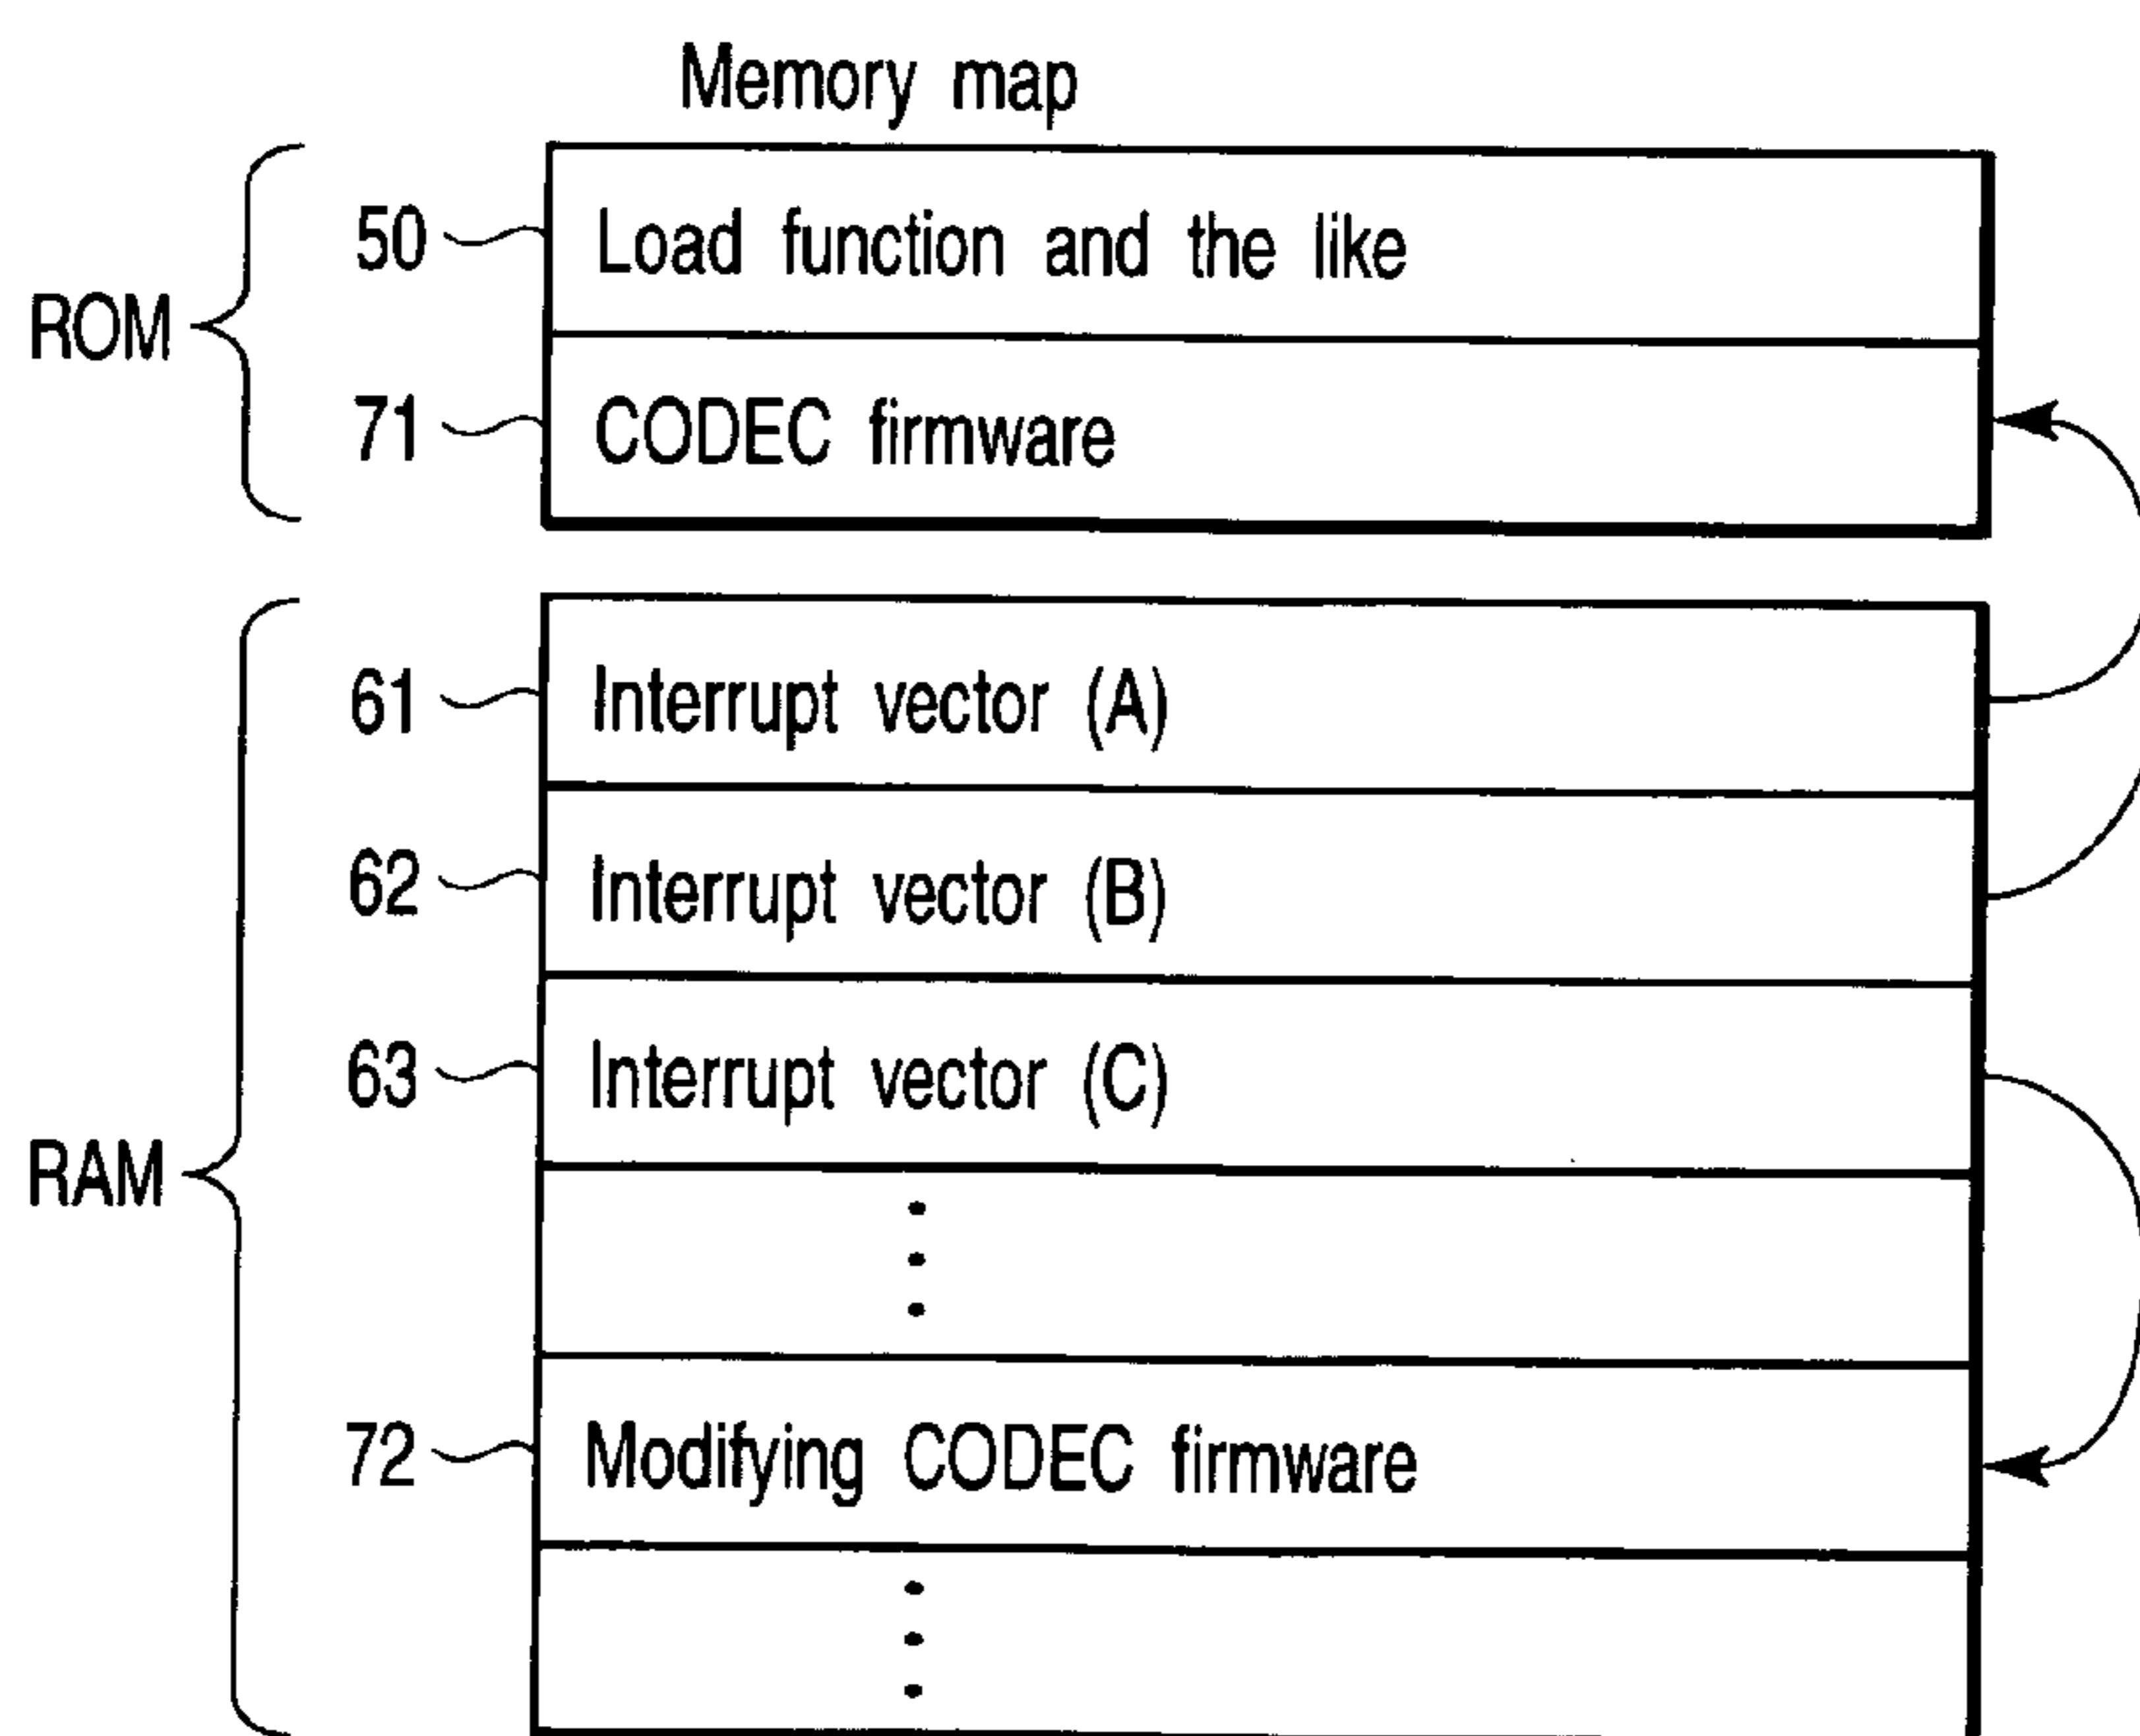 Memory map
ROM
50 Load function and the like
71 CODEC firmware
RAM
61 Interrupt vector (A)
62 Interrupt vector (B)
63 Interrupt vector (C)
72 Modifying CODEC firmware